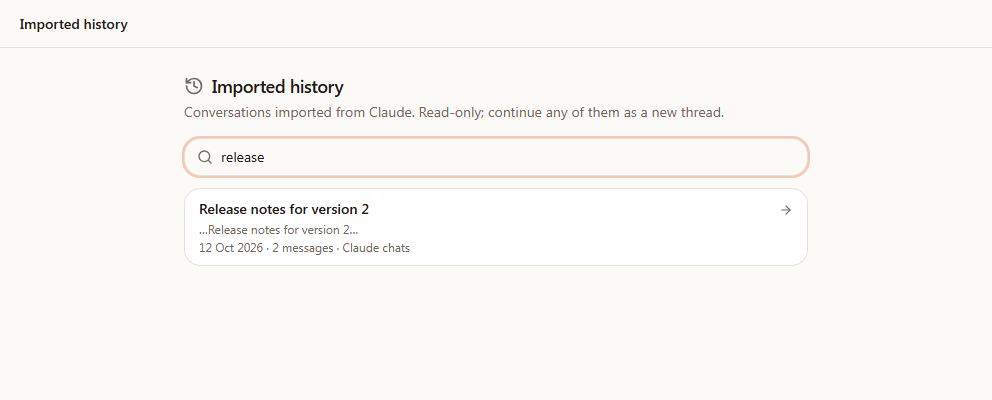 Imported history
Imported history
Conversations imported from Claude. Read-only; continue any of them as a new thread.
release
Release notes for version 2
...Release notes for version 2...
12 Oct 2026 · 2 messages · Claude chats